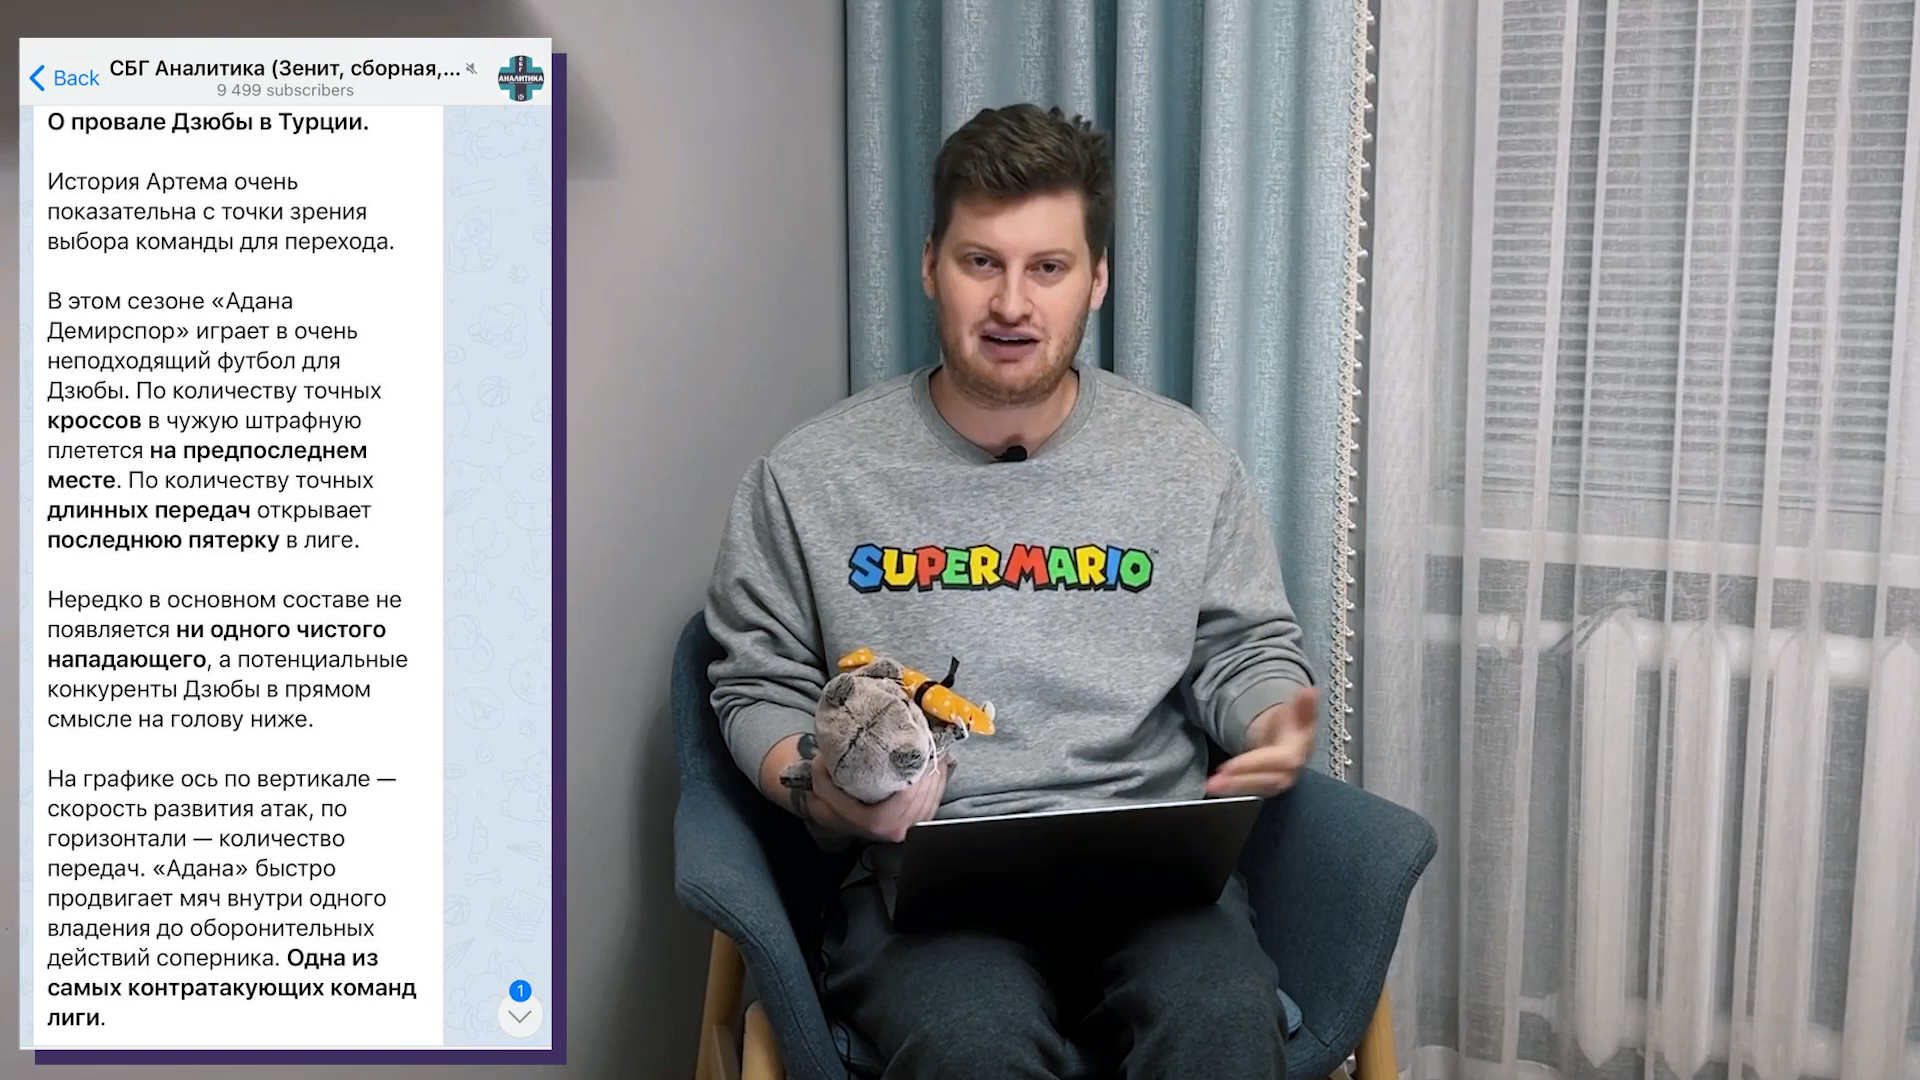 Back
СБГ Аналитика (Зенит, сборная,...
9 499 subscribers
АНАЛИТИКА
О провале Дзюбы в Турции.
История Артема очень
показательна с точки зрения
выбора команды для перехода.
В этом сезоне «Адана
Демирспор» играет в очень
неподходящий футбол для
Дзюбы. По количеству точных
кроссов в чужую штрафную
плетется на предпоследнем
месте. По количеству точных
длинных передач открывает
последнюю пятерку в лиге.
Нередко в основном составе не
появляется ни одного чистого
нападающего, а потенциальные
конкуренты Дзюбы в прямом
смысле на голову ниже.
На графике ось по вертикале —
скорость развития атак, по
горизонтали — количество
передач. «Адана» быстро
продвигает мяч внутри одного
владения до оборонительных
действий соперника. Одна из
самых контратакующих команд
лиги.
1
SUPER MARIO™